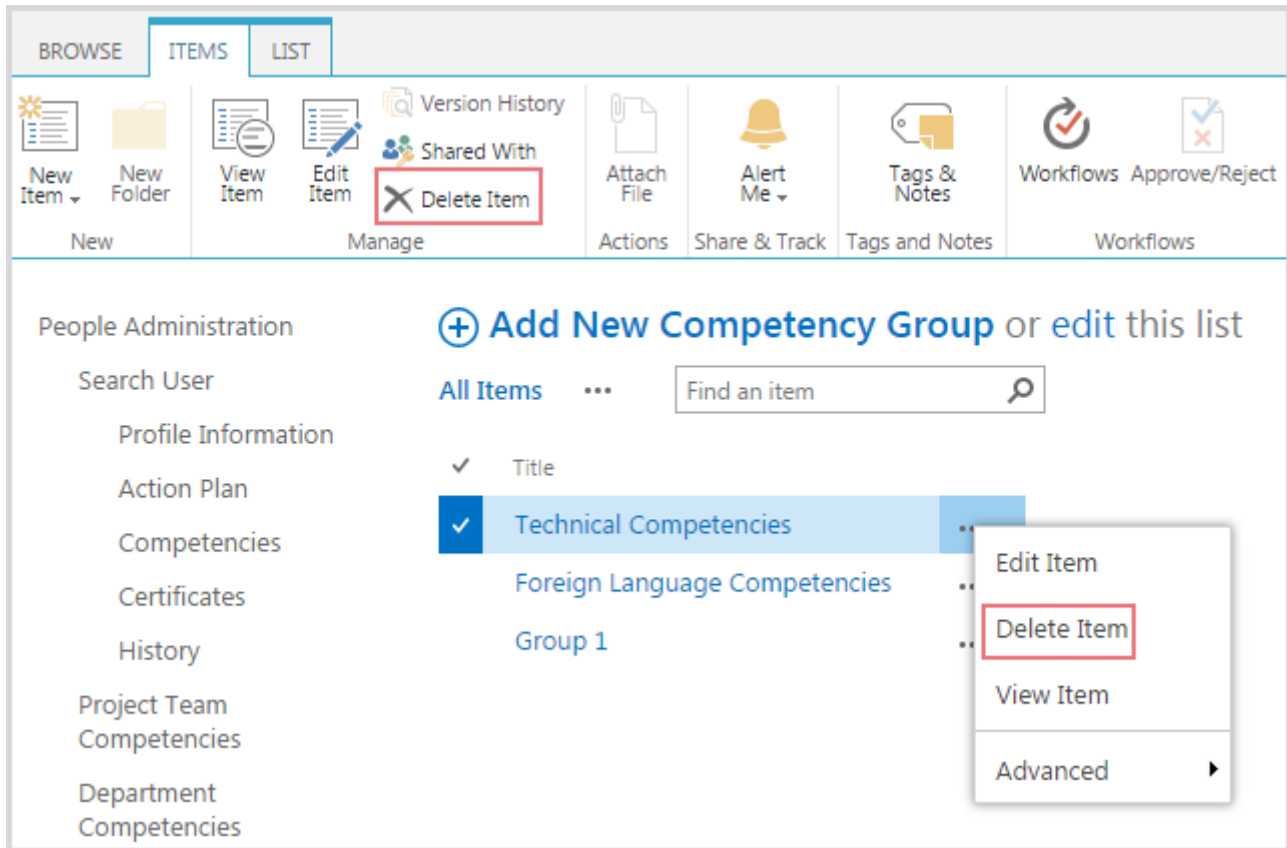 BROWSE ITEMS LIST
Version History
Shared With
Delete Item
New Item
New Folder
View Item
Edit Item
Attach File
Alert Me
Tags & Notes
Workflows
Approve/Reject
New
Manage
Actions
Share & Track
Tags and Notes
Workflows
People Administration
Search User
Profile Information
Action Plan
Competencies
Certificates
History
Project Team
Competencies
Department
Competencies
Add New Competency Group or edit this list
All Items ...
Find an item
Title
Technical Competencies
Foreign Language Competencies
Group 1
Edit Item
Delete Item
View Item
Advanced